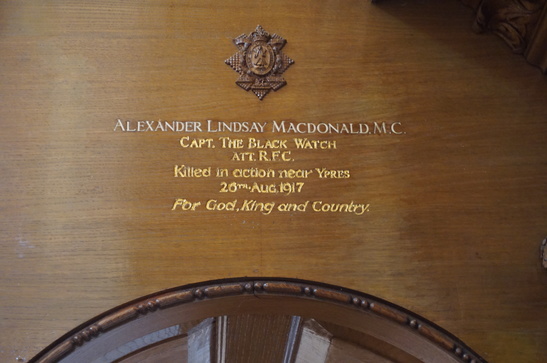 ALEXANDER LINDSAY MACDONALD. M.C.
CAPT. THE BLACK WATCH
ATT. R.F.C.
Killed in action near YPRES
26TH. AUG. 1917
For God, King and Country.